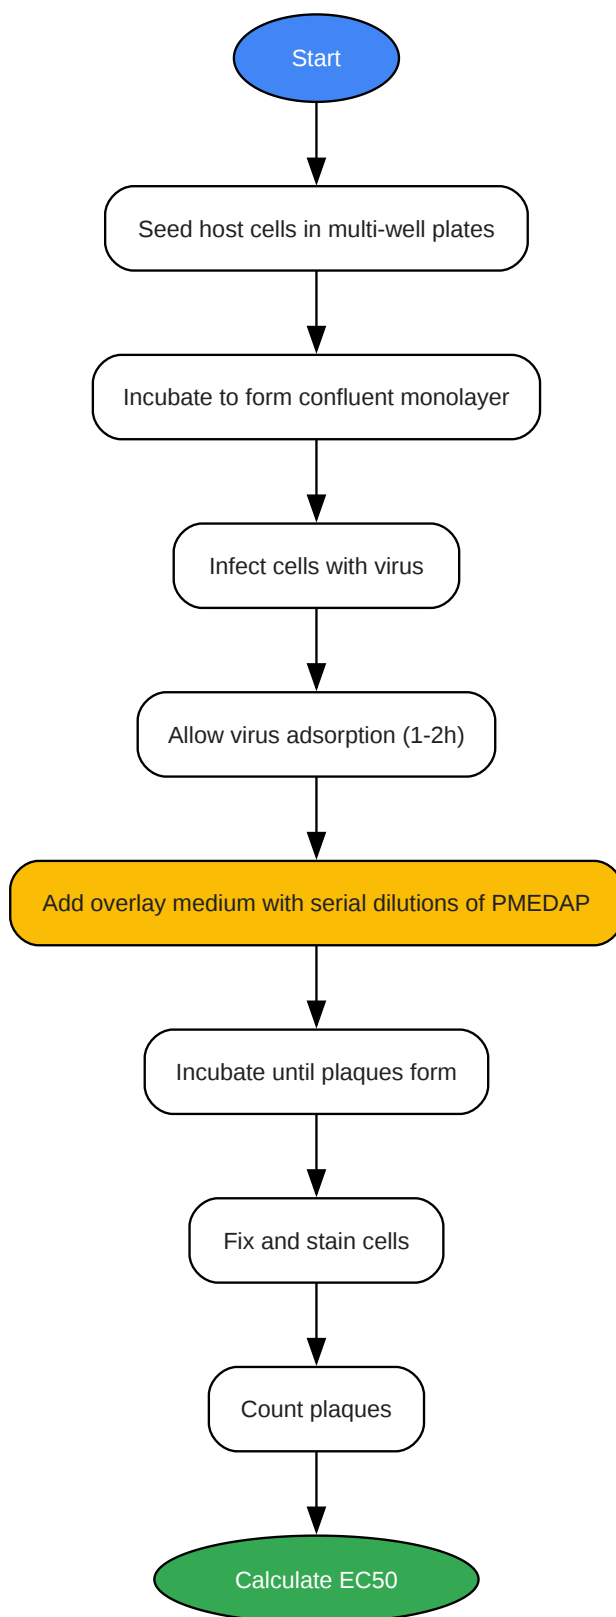 Start
Seed host cells in multi-well plates
Incubate to form confluent monolayer
Infect cells with virus
Allow virus adsorption (1-2h)
Add overlay medium with serial dilutions of PMEDAP
Incubate until plaques form
Fix and stain cells
Count plaques
Calculate EC50